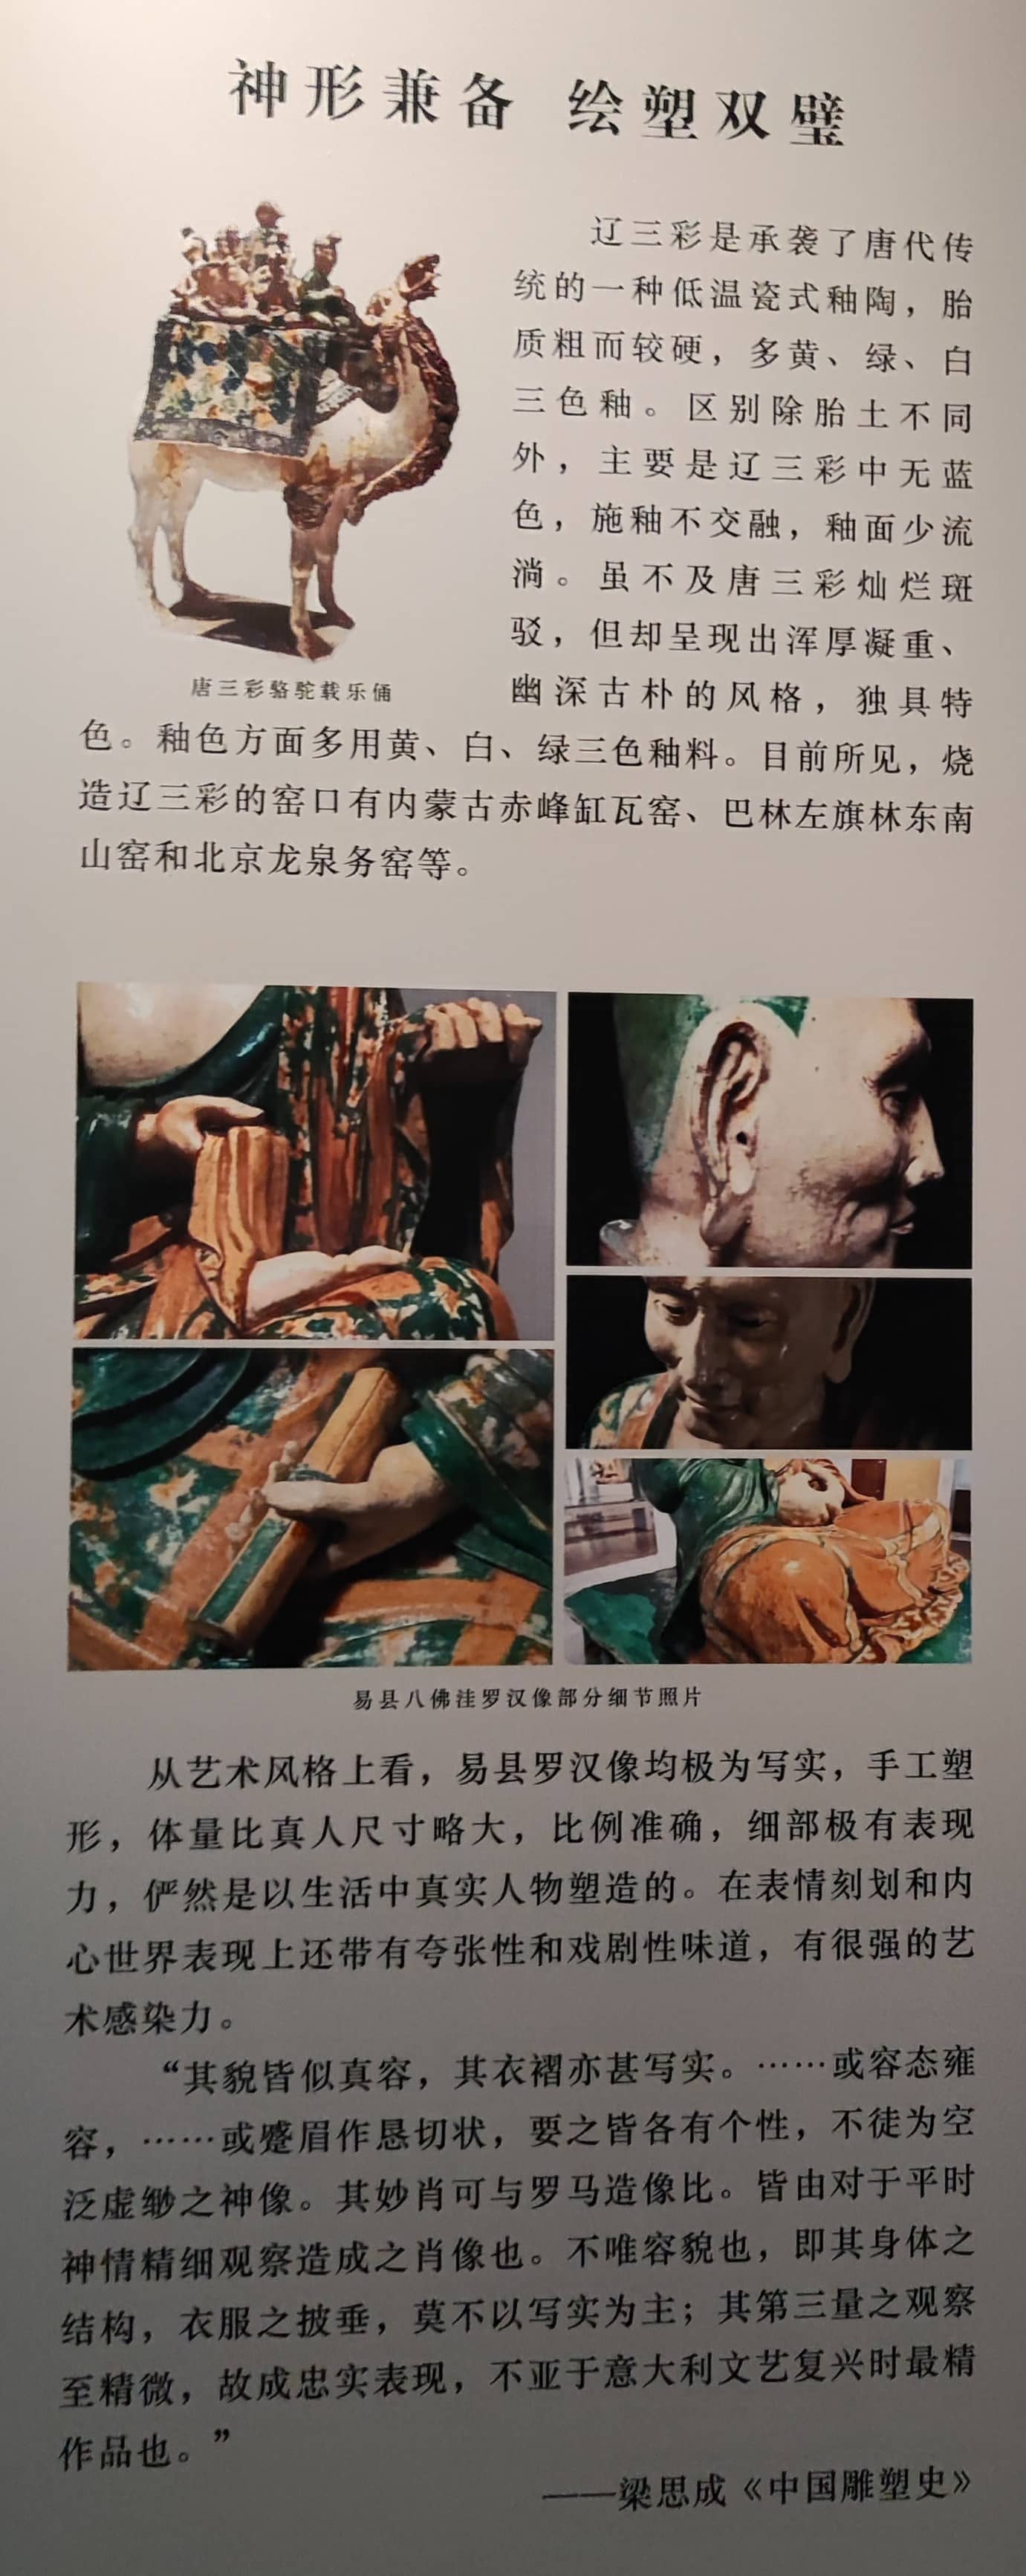 神形兼备 绘塑双璧
辽三彩是承袭了唐代传
统的一种低温瓷式釉陶，胎
质粗而较硬，多黄、绿、白
三色釉。区别除胎土不同
外，主要是辽三彩中无蓝
色，施釉不交融，釉面少流
淌。虽不及唐三彩灿烂斑
驳，但却呈现出浑厚凝重、
幽深古朴的风格，独具特
唐三彩骆驼载乐俑
色。釉色方面多用黄、白、绿三色釉料。目前所见，烧
造辽三彩的窑口有内蒙古赤峰缸瓦窑、巴林左旗林东南
山窑和北京龙泉务窑等。
易县八佛洼罗汉像部分细节照片
从艺术风格上看，易县罗汉像均极为写实，手工塑
形，体量比真人尺寸略大，比例准确，细部极有表现
力，俨然是以生活中真实人物塑造的。在表情刻划和内
心世界表现上还带有夸张性和戏剧性味道，有很强的艺
术感染力。
“其貌皆似真容，其衣褶亦甚写实。……或容态雍
容，……或蹙眉作恳切状，要之皆各有个性，不徒为空
泛虚缈之神像。其妙肖可与罗马造像比。皆由对于平时
神情精细观察造成之肖像也。不唯容貌也，即其身体之
结构，衣服之披垂，莫不以写实为主；其第三量之观察
至精微，故成忠实表现，不亚于意大利文艺复兴时最精
作品也。”
——梁思成《中国雕塑史》